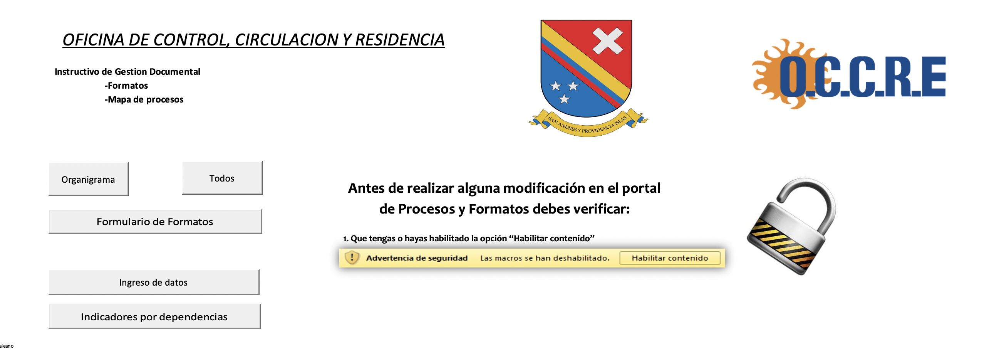 OFICINA DE CONTROL, CIRCULACION Y RESIDENCIA
Instructivo de Gestion Documental
-Formatos
-Mapa de procesos
SAN ANDRES Y PROVIDENCIA ISLAS
O.C.C.R.E
Organigrama
Todos
Formulario de Formatos
Ingreso de datos
Indicadores por dependencias
Antes de realizar alguna modificación en el portal
de Procesos y Formatos debes verificar:
1. Que tengas o hayas habilitado la opción “Habilitar contenido”
! Advertencia de seguridad Las macros se han deshabilitado. Habilitar contenido
aleano